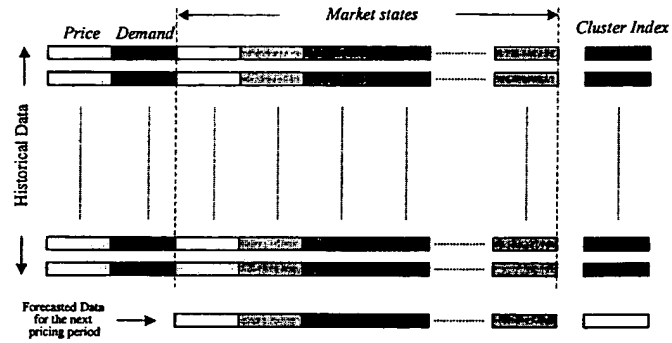 Market states
Price Demand Cluster Index
Historical Data
Forecasted Data
for the next
pricing period